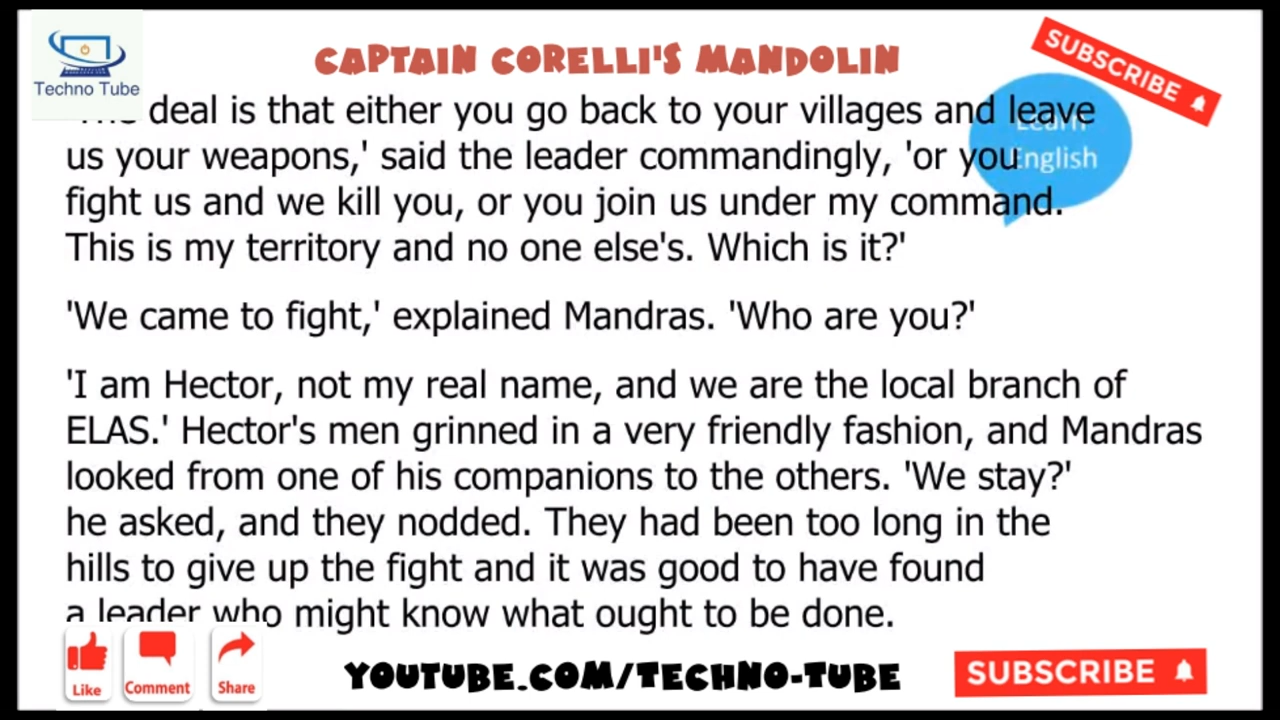 CAPTAIN CORELLI'S MANDOLIN
SUBSCRIBE
Techno Tube
Learn
English
deal is that either you go back to your villages and leave
us your weapons,' said the leader commandingly, 'or you
fight us and we kill you, or you join us under my command.
This is my territory and no one else's. Which is it?'
'We came to fight,' explained Mandras. 'Who are you?'
'I am Hector, not my real name, and we are the local branch of
ELAS.' Hector's men grinned in a very friendly fashion, and Mandras
looked from one of his companions to the others. 'We stay?'
he asked, and they nodded. They had been too long in the
hills to give up the fight and it was good to have found
a leader who might know what ought to be done.
Like
Comment
Share
YOUTUBE.COM/TECHNO-TUBE
SUBSCRIBE